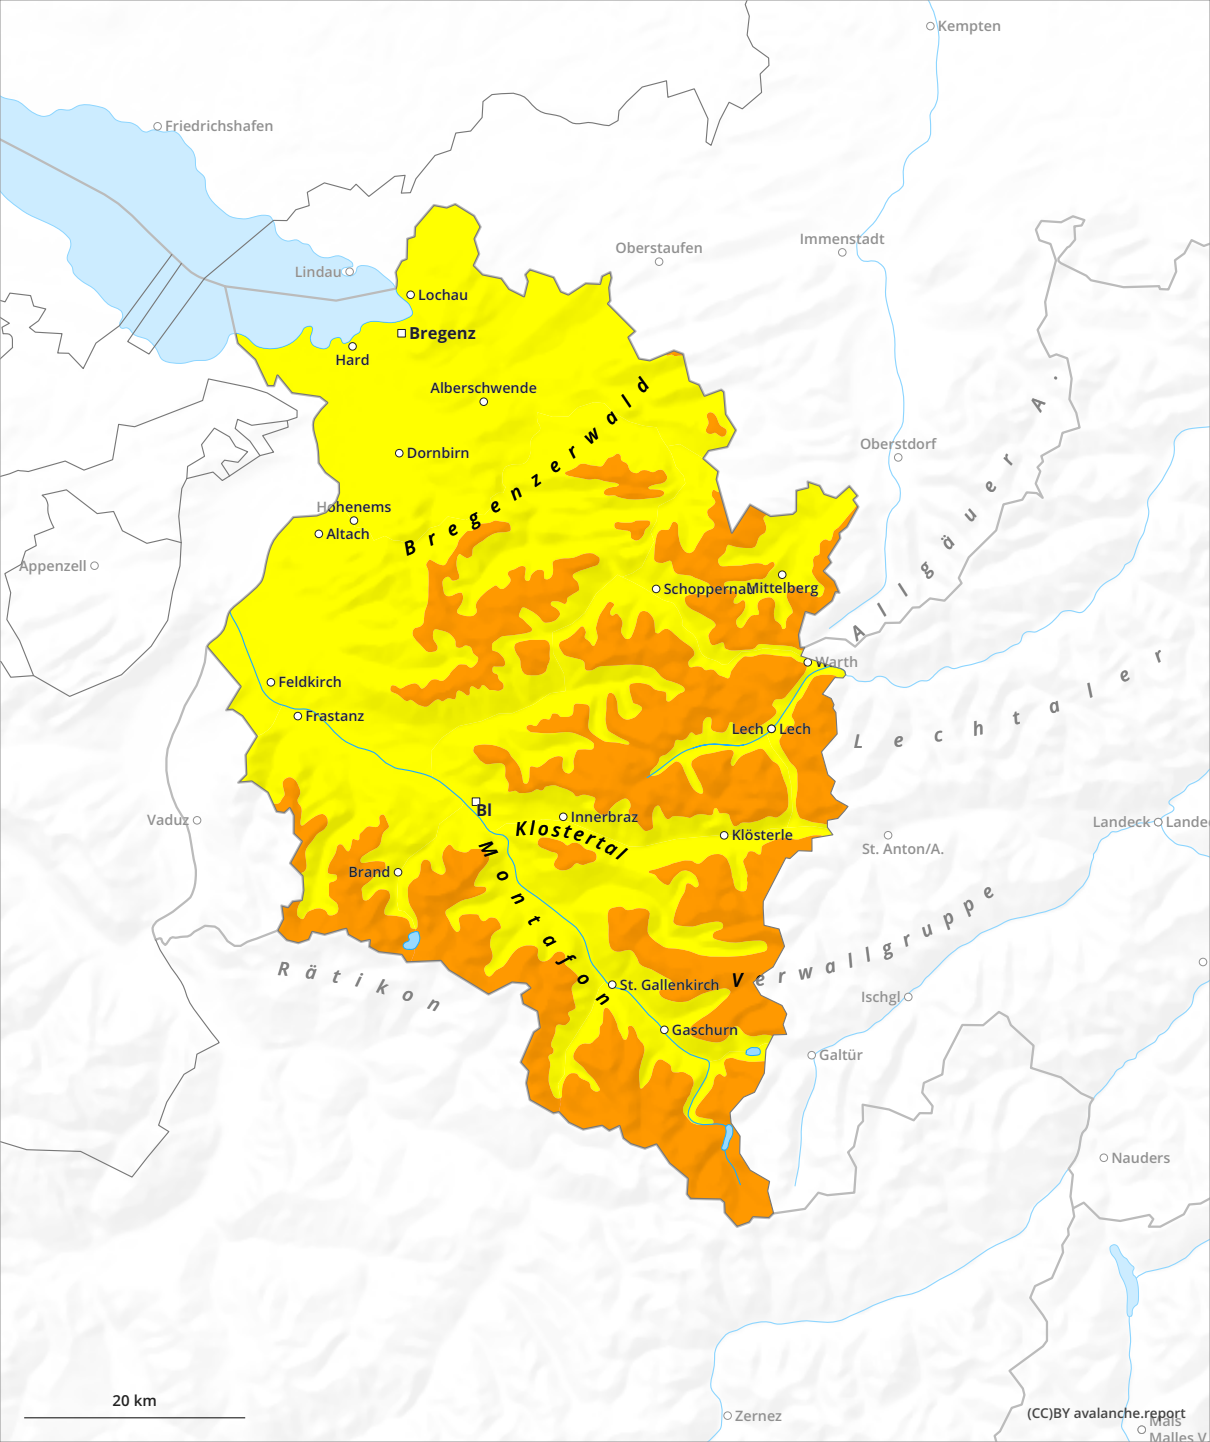 Kempten
Friedrichshafen
Oberstaufen
Immenstadt
Lindau
Lochau
Bregenz
Hard
Alberschwende
Bregenzerwald
Allgäuer A.
Oberstdorf
Dornbirn
Hohenems
Altach
Appenzell
Schoppernau
Mittelberg
Warth
Feldkirch
Frastanz
Lech
Lech
Lechtaler
Bl
Innerbraz
Klostertal
Klösterle
Vaduz
Landeck
St. Anton/A.
Brand
Montafon
Verwallgruppe
Rätikon
St. Gallenkirch
Ischgl
Gaschurn
Galtür
Nauders
20 km
Zernez
(CC)BY avalanche.report
Mals
Malles V